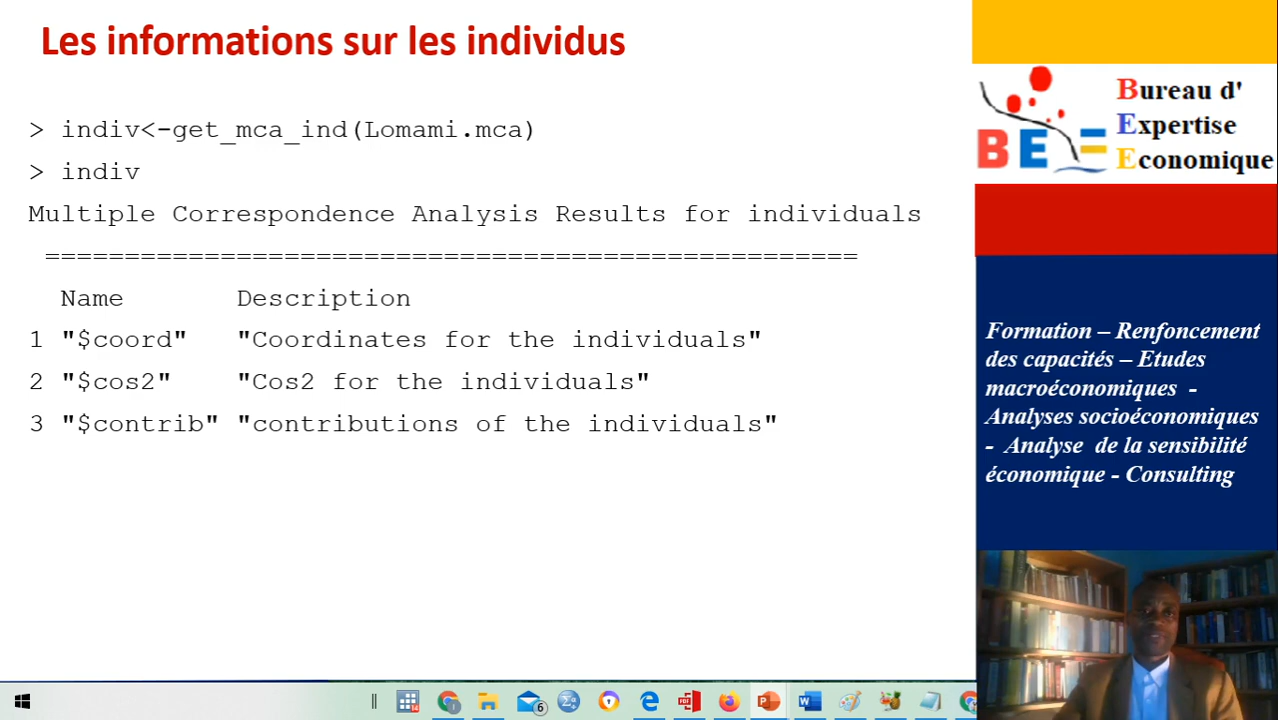 Les informations sur les individus
> indiv<-get_mca_ind(Lomami.mca)
> indiv
Multiple Correspondence Analysis Results for individuals
===================================================
Name Description
1 "$coord" "Coordinates for the individuals"
2 "$cos2" "Cos2 for the individuals"
3 "$contrib" "contributions of the individuals"
BEE
Bureau d'
Expertise
Economique
Formation – Renfoncement
des capacités – Etudes
macroéconomiques -
Analyses socioéconomiques
- Analyse de la sensibilité
économique - Consulting
6